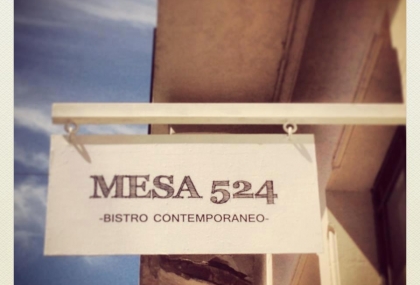 MESA 524
-BISTRO CONTEMPORANEO-